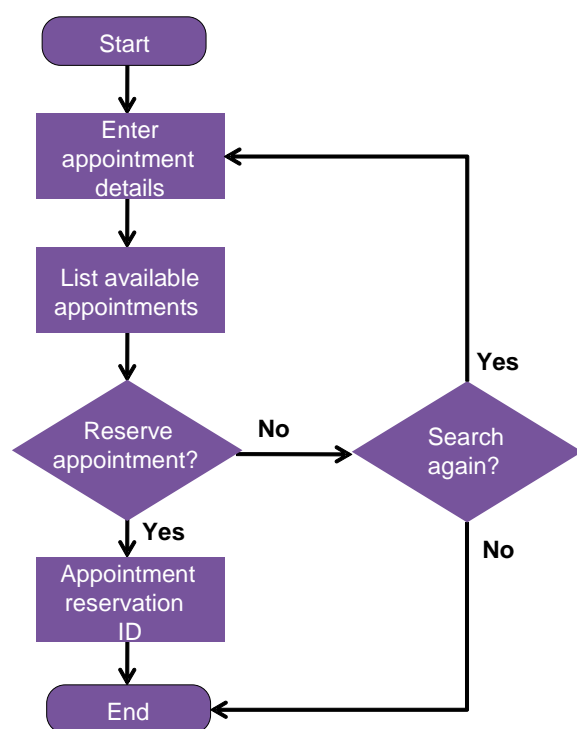 Start
Enter
appointment
details
List available
appointments
Yes
Reserve
appointment?
No
Search
again?
Yes
No
Appointment
reservation
ID
End